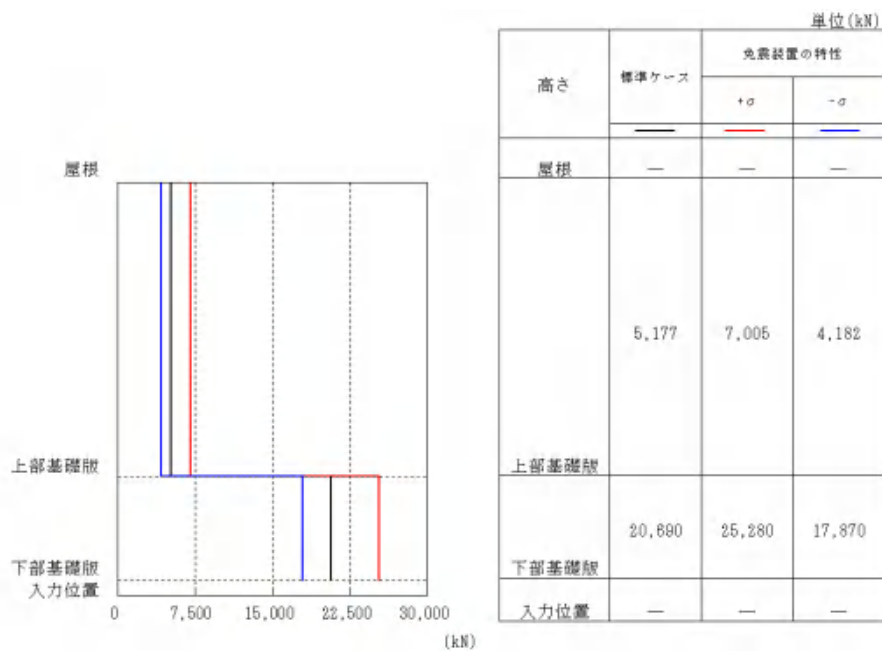 単位(kN)
高さ
標準ケース
免震装置の特性
+σ
-σ
屋根
屋根
—
—
—
5,177
7,005
4,182
上部基礎版
上部基礎版
20,690
25,280
17,870
下部基礎版
下部基礎版
入力位置
入力位置
—
—
—
0
7,500
15,000
22,500
30,000
(kN)